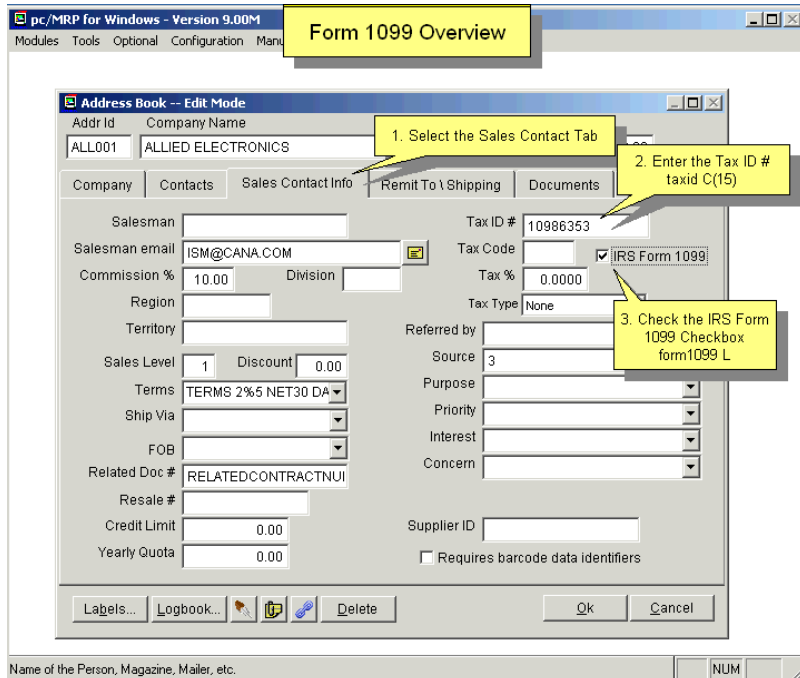 pc/MRP for Windows - Version 9.00M
Form 1099 Overview
Modules Tools Optional Configuration Manu
Address Book -- Edit Mode
Addr Id Company Name
ALL001 ALLIED ELECTRONICS
1. Select the Sales Contact Tab
2. Enter the Tax ID #
taxid C(15)
Company Contacts Sales Contact Info Remit To \ Shipping Documents
Salesman Tax ID # 10986353
Salesman email ISM@CANA.COM Tax Code IRS Form 1099
Commission % 10.00 Division Tax % 0.0000
Region Tax Type None
3. Check the IRS Form
1099 Checkbox
form1099 L
Territory Referred by
Sales Level 1 Discount 0.00 Source 3
Terms TERMS 2%5 NET30 DA Purpose
Ship Via Priority
FOB Interest
Related Doc # RELATEDCONTRACTNUI Concern
Resale #
Credit Limit 0.00 Supplier ID
Yearly Quota 0.00 Requires barcode data identifiers
Labels... Logbook... Delete Ok Cancel
Name of the Person, Magazine, Mailer, etc. NUM